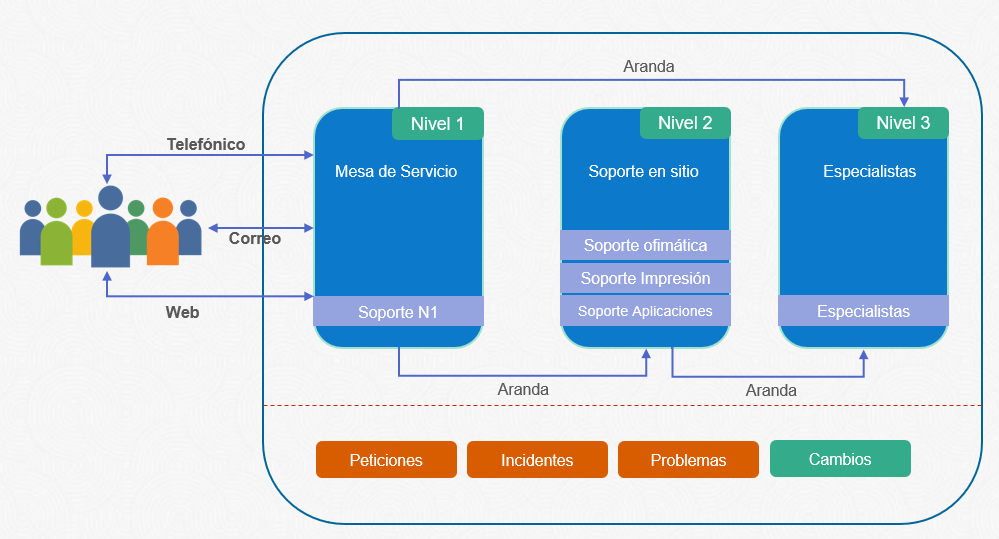 Aranda
Nivel 1
Nivel 2
Nivel 3
Telefónico
Mesa de Servicio
Soporte en sitio
Especialistas
Correo
Soporte ofimática
Soporte Impresión
Web
Soporte N1
Soporte Aplicaciones
Especialistas
Aranda
Aranda
Peticiones
Incidentes
Problemas
Cambios